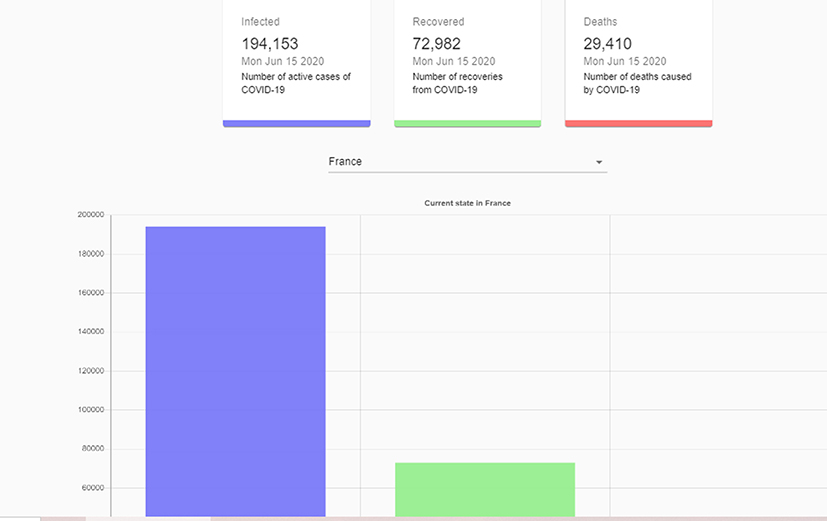 Infected
194,153
Mon Jun 15 2020
Number of active cases of
COVID-19
Recovered
72,982
Mon Jun 15 2020
Number of recoveries
from COVID-19
Deaths
29,410
Mon Jun 15 2020
Number of deaths caused
by COVID-19
France
Current state in France
200000
180000
160000
140000
120000
100000
80000
60000